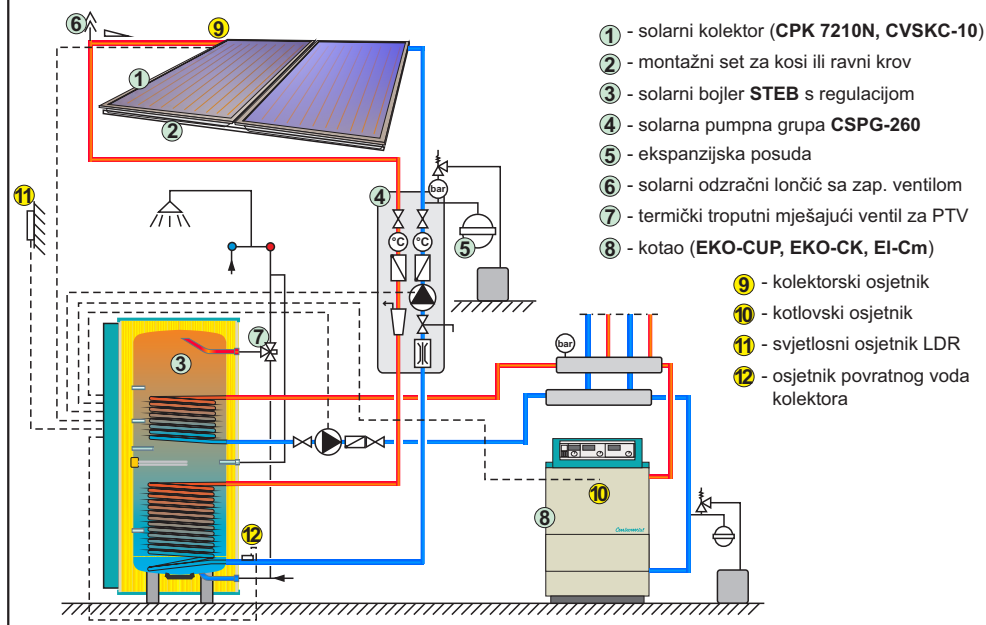 1 - solarni kolektor (CPK 7210N, CVSKC-10)
2 - montažni set za kosi ili ravni krov
3 - solarni bojler STEB s regulacijom
4 - solarna pumpna grupa CSPG-260
5 - ekspanzijska posuda
6 - solarni odzračni lončić sa zap. ventilom
7 - termički troputni mješajući ventil za PTV
8 - kotao (EKO-CUP, EKO-CK, EI-Cm)
9 - kolektorski osjetnik
10 - kotlovski osjetnik
11 - svjetlosni osjetnik LDR
12 - osjetnik povratnog voda
kolektora
6
9
1
2
11
4
bar
°C °C
5
7
3
bar
10
8
Centrometal
12